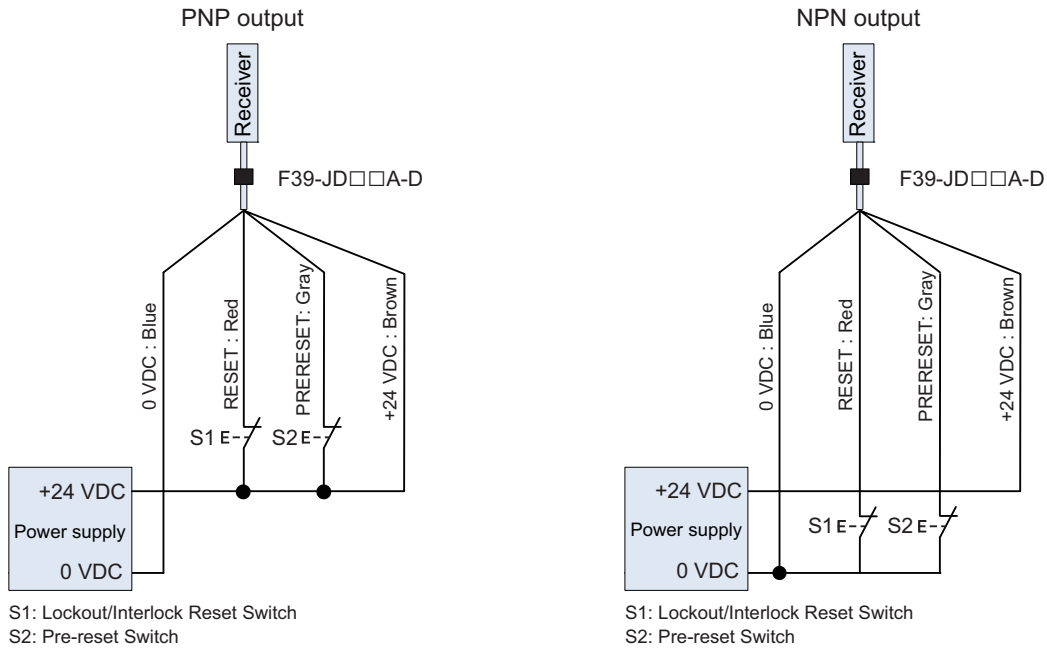 PNP output
Receiver
F39-JD□□A-D
0 VDC : Blue
RESET : Red
PRERESET: Gray
+24 VDC : Brown
S1
S2
+24 VDC
Power supply
0 VDC
S1: Lockout/Interlock Reset Switch
S2: Pre-reset Switch
NPN output
Receiver
F39-JD□□A-D
0 VDC : Blue
RESET : Red
PRERESET: Gray
+24 VDC : Brown
+24 VDC
S1
S2
Power supply
0 VDC
S1: Lockout/Interlock Reset Switch
S2: Pre-reset Switch